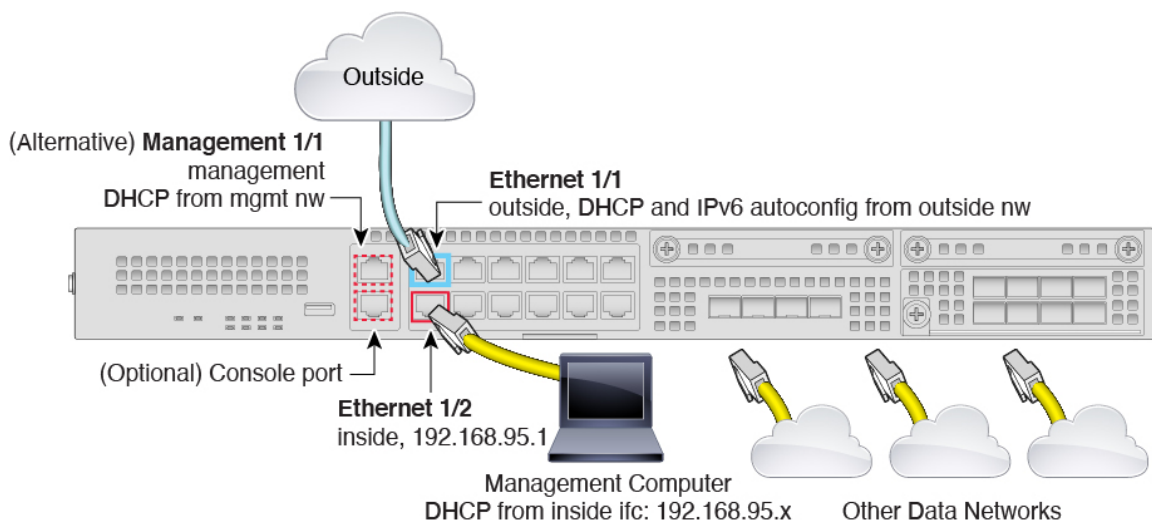 Outside
(Alternative) Management 1/1
management
DHCP from mgmt nw
Ethernet 1/1
outside, DHCP and IPv6 autoconfig from outside nw
(Optional) Console port
Ethernet 1/2
inside, 192.168.95.1
Management Computer
DHCP from inside ifc: 192.168.95.x
Other Data Networks